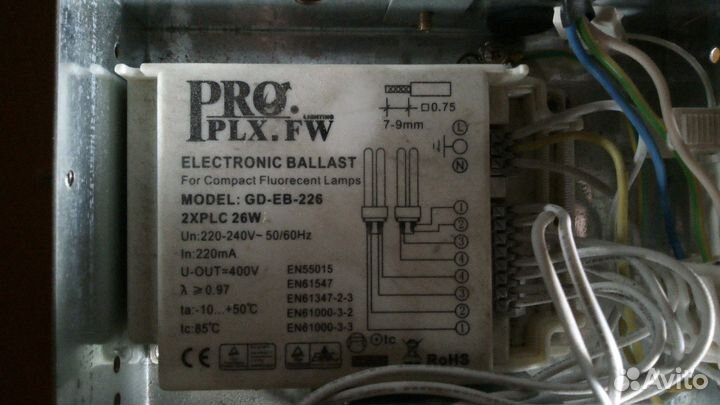 PRO.
LIGHTING
PLX.FW
ELECTRONIC BALLAST
For Compact Fluorecent Lamps
MODEL: GD-EB-226
2XPLC 26W
Un:220-240V~ 50/60Hz
In:220mA
U-OUT=400V
λ ≥0.97
ta:-10...+50℃
tc:85℃
EN55015
EN61547
EN61347-2-3
EN61000-3-2
EN61000-3-3
0.75
7-9mm
L
N
1
2
3
4
4
3
2
1
tc
CE
RoHS
Avito